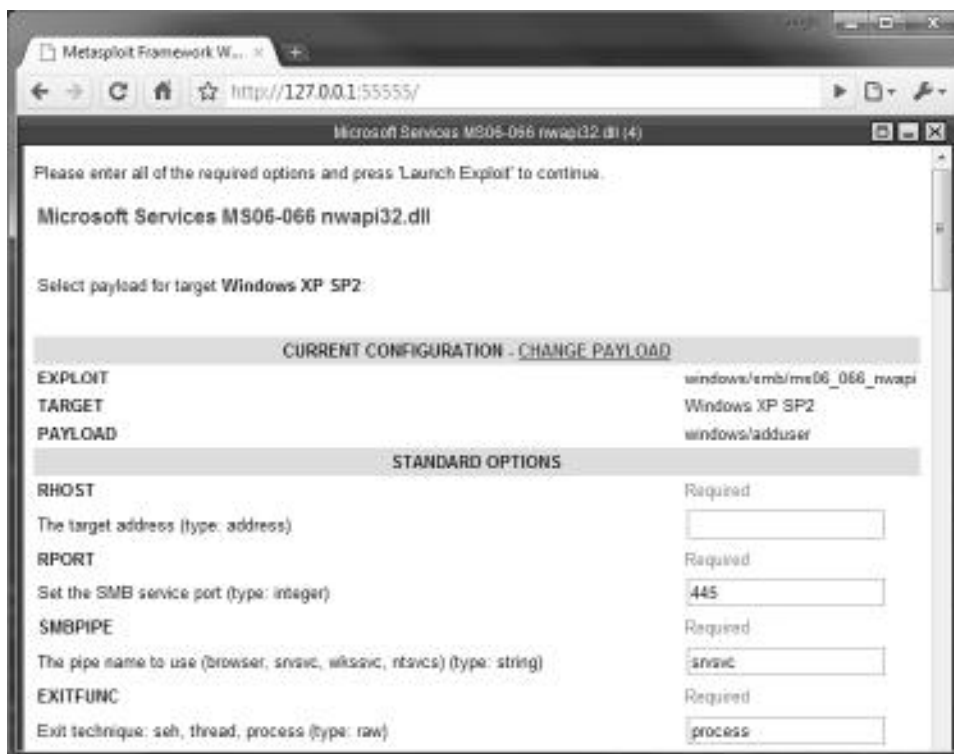 Metasploit Framework W...
http://127.0.0.1:55555/
Microsoft Services MS06-066 nwapi32.dll (4)
Please enter all of the required options and press 'Launch Exploit' to continue.
Microsoft Services MS06-066 nwapi32.dll
Select payload for target Windows XP SP2:
CURRENT CONFIGURATION - CHANGE PAYLOAD
EXPLOIT windows/smb/ms06_066_nwapi
TARGET Windows XP SP2
PAYLOAD windows/adduser
STANDARD OPTIONS
RHOST Required
The target address (type: address)
RPORT Required
Set the SMB service port (type: integer) 445
SMBPIPE Required
The pipe name to use (browser, srvsvc, wkssvc, ntsvcs) (type: string) srvsvc
EXITFUNC Required
Exit technique: seh, thread, process (type: raw) process